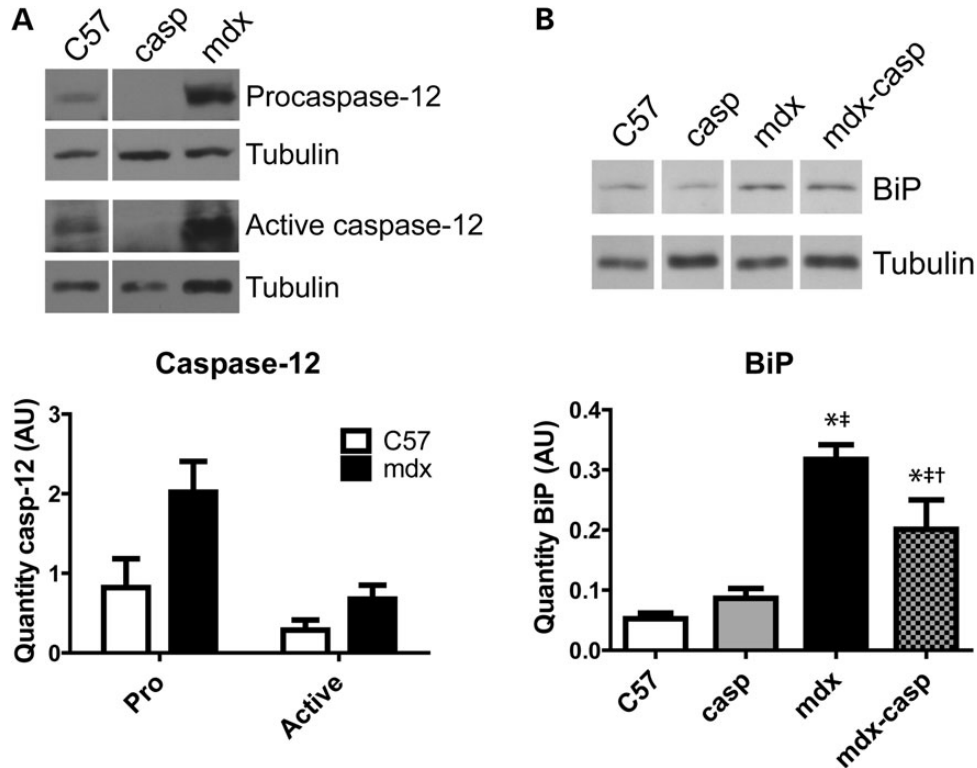 A
C57
casp
mdx
Procaspase-12
Tubulin
Active caspase-12
Tubulin
Caspase-12
Quantity casp-12 (AU)
3
2
1
0
C57
mdx
Pro
Active
B
C57
casp
mdx
mdx-casp
BiP
Tubulin
BiP
Quantity BiP (AU)
0.4
0.3
0.2
0.1
0.0
*‡
*‡†
C57
casp
mdx
mdx-casp